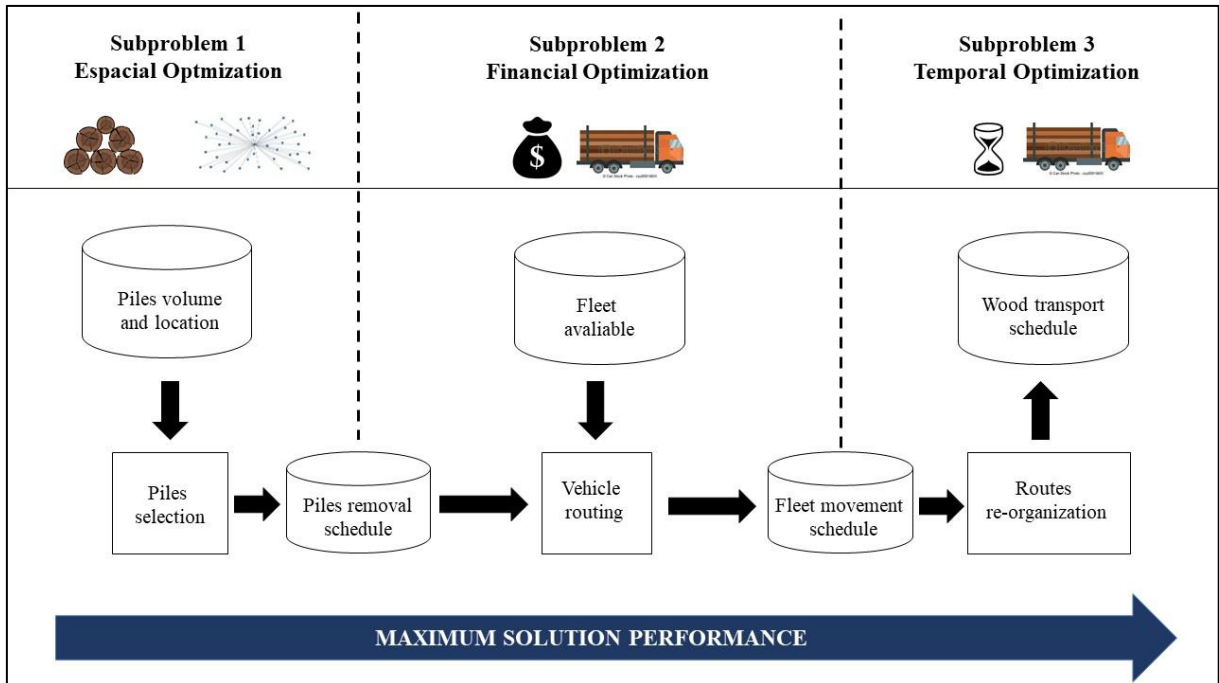 Subproblem 1
Espacial Optmization
Subproblem 2
Financial Optimization
Subproblem 3
Temporal Optimization
$
Piles volume
and location
Fleet
avaliable
Wood transport
schedule
Piles
selection
Piles removal
schedule
Vehicle
routing
Fleet movement
schedule
Routes
re-organization
MAXIMUM SOLUTION PERFORMANCE